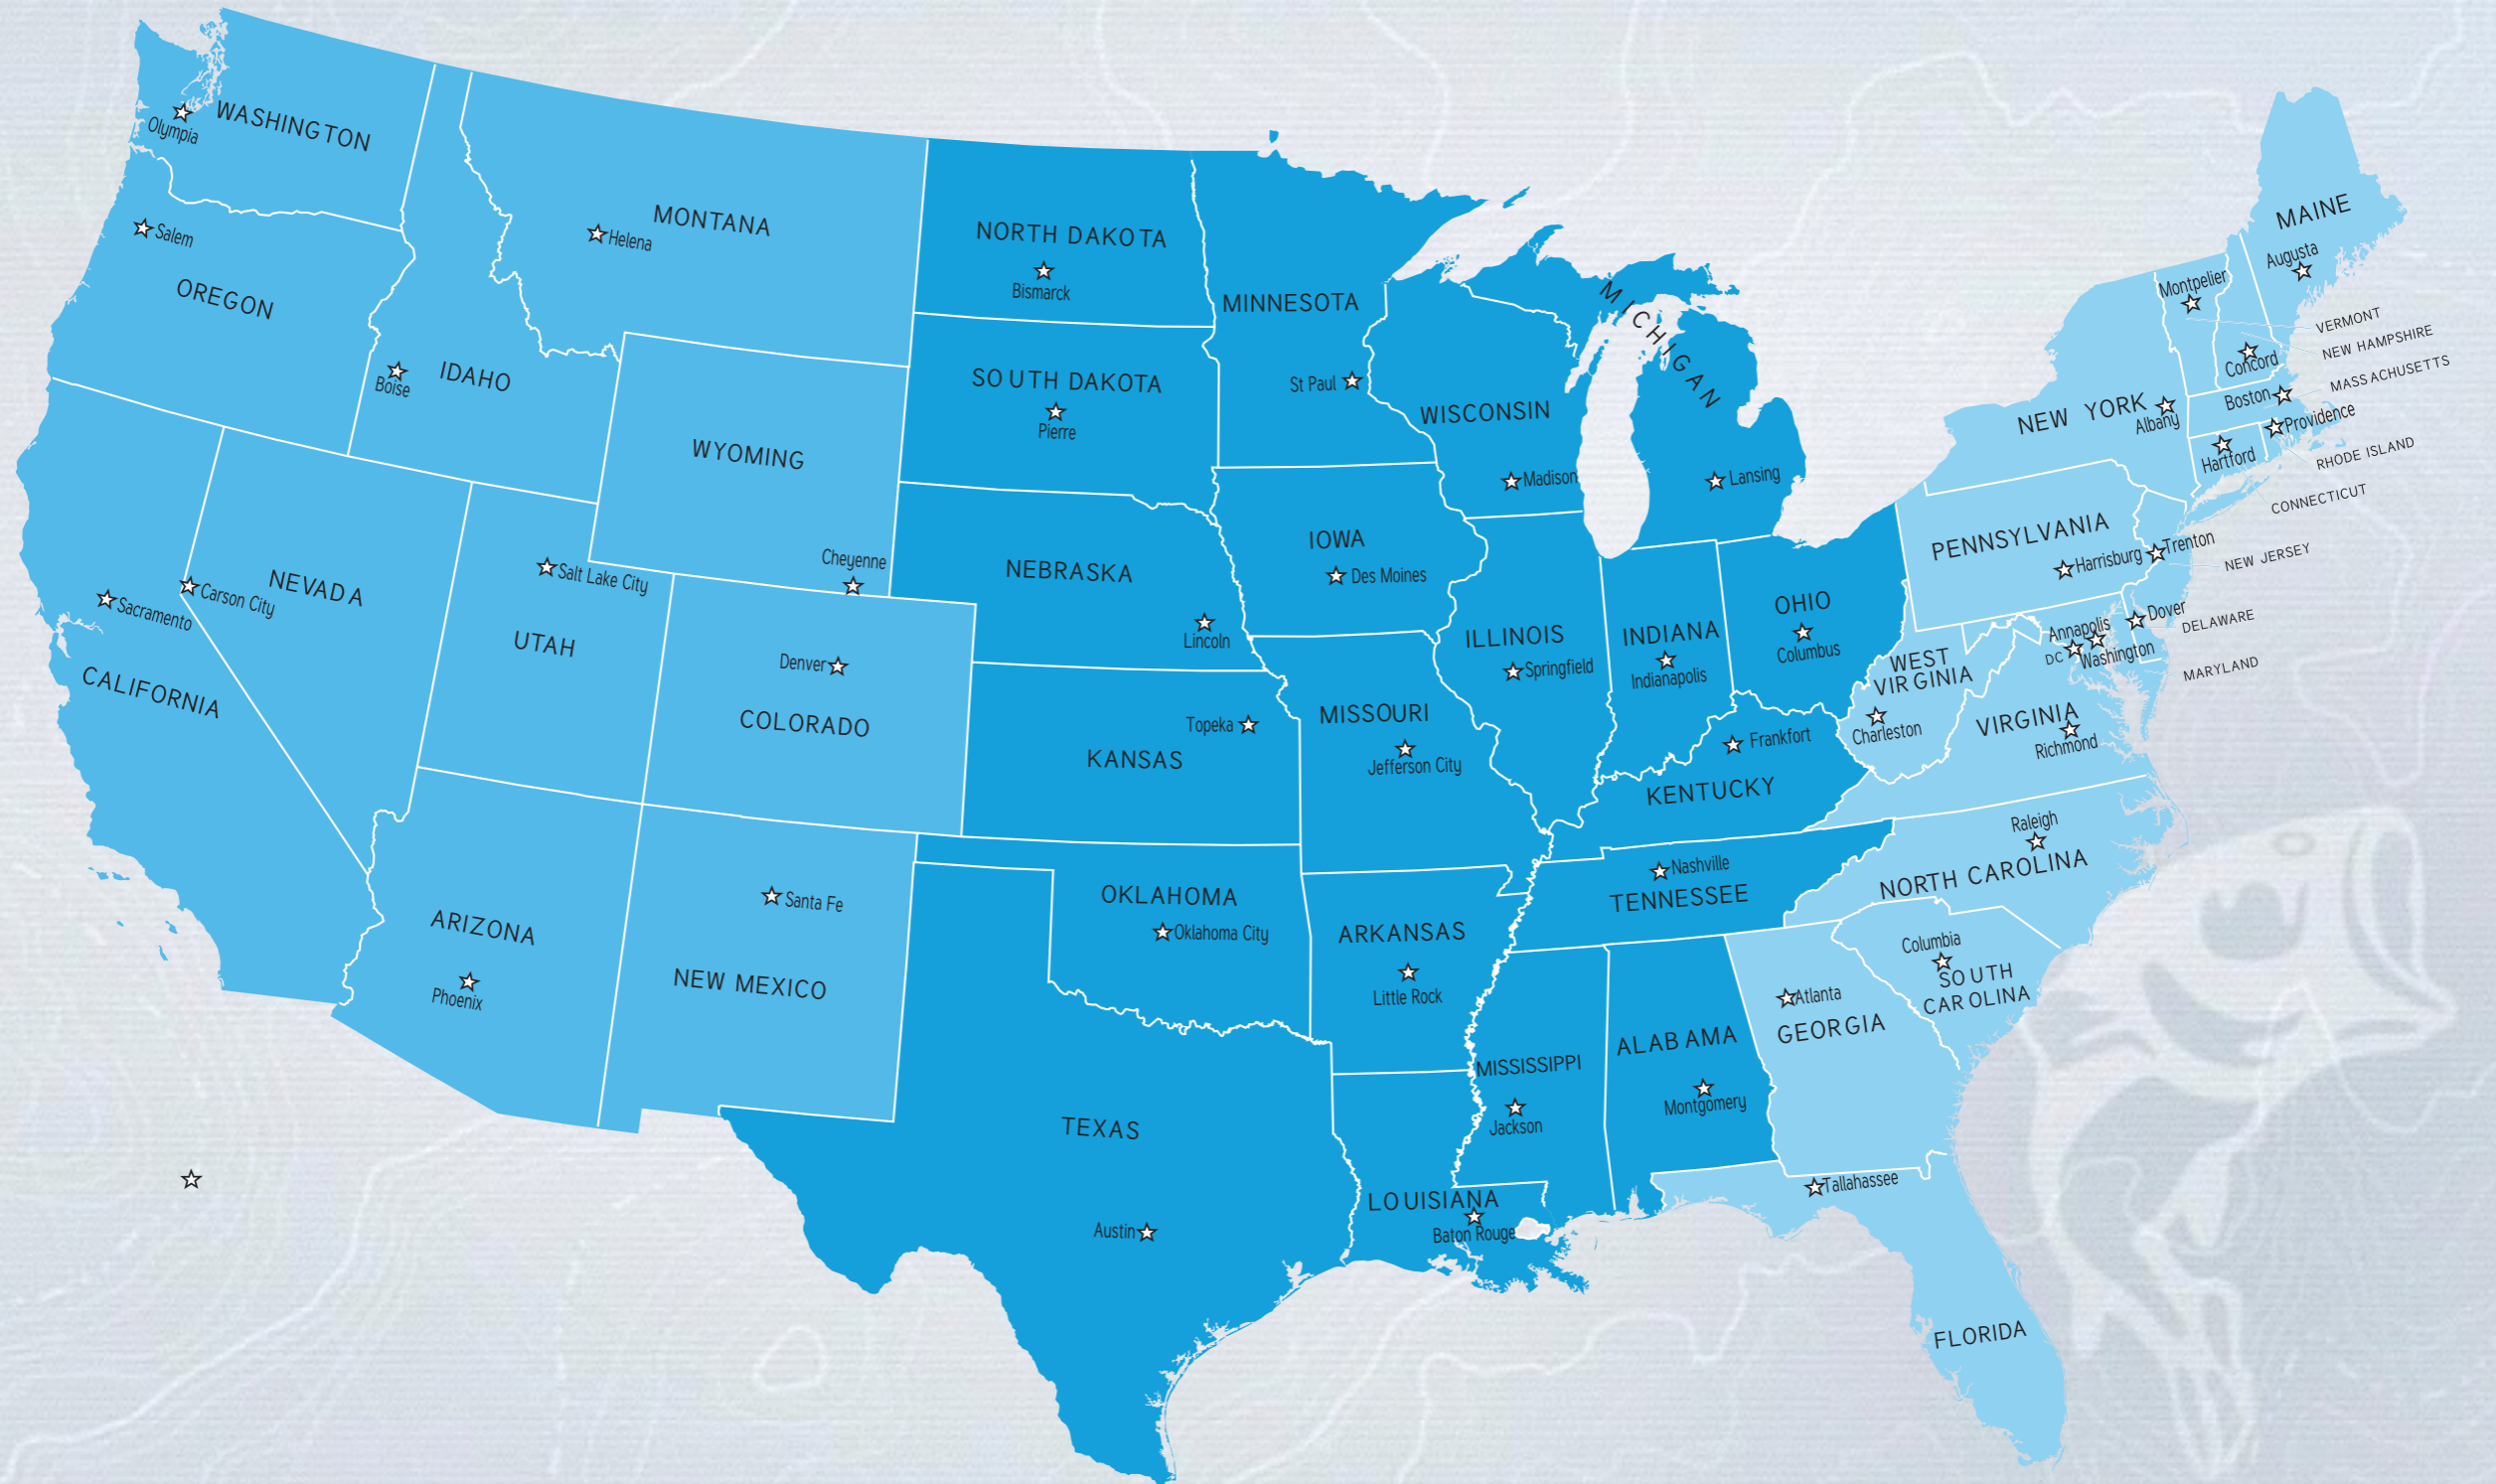 WASHINGTON
Olympia
Salem
OREGON
MONTANA
Helena
IDAHO
Boise
WYOMING
Cheyenne
NEVADA
Carson City
Sacramento
CALIFORNIA
Salt Lake City
UTAH
Denver
COLORADO
ARIZONA
Phoenix
Santa Fe
NEW MEXICO
NORTH DAKOTA
Bismarck
SOUTH DAKOTA
Pierre
NEBRASKA
Lincoln
Topeka
KANSAS
OKLAHOMA
Oklahoma City
TEXAS
Austin
MINNESOTA
St Paul
IOWA
Des Moines
MISSOURI
Jefferson City
ARKANSAS
Little Rock
LOUISIANA
Baton Rouge
WISCONSIN
Madison
MICHIGAN
Lansing
ILLINOIS
Springfield
INDIANA
Indianapolis
OHIO
Columbus
Frankfort
KENTUCKY
Nashville
TENNESSEE
MISSISSIPPI
Jackson
ALABAMA
Montgomery
Atlanta
GEORGIA
Tallahassee
FLORIDA
Columbia
SOUTH
CAROLINA
Raleigh
NORTH CAROLINA
WEST
VIRGINIA
Charleston
VIRGINIA
Richmond
Annapolis
DC
Washington
Dover
DELAWARE
MARYLAND
PENNSYLVANIA
Harrisburg
Trenton
NEW JERSEY
NEW YORK
Albany
Hartford
CONNECTICUT
Providence
RHODE ISLAND
Boston
MASSACHUSETTS
Concord
NEW HAMPSHIRE
Montpelier
VERMONT
MAINE
Augusta